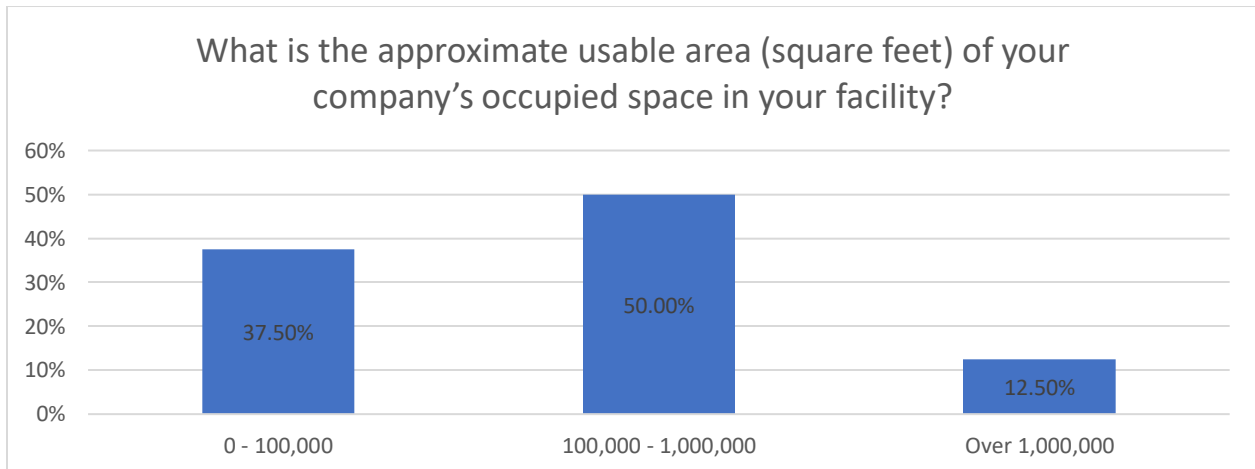 What is the approximate usable area (square feet) of your
company’s occupied space in your facility?
60%
50%
40%
30%
20%
10%
0%
37.50%
50.00%
12.50%
0 - 100,000
100,000 - 1,000,000
Over 1,000,000